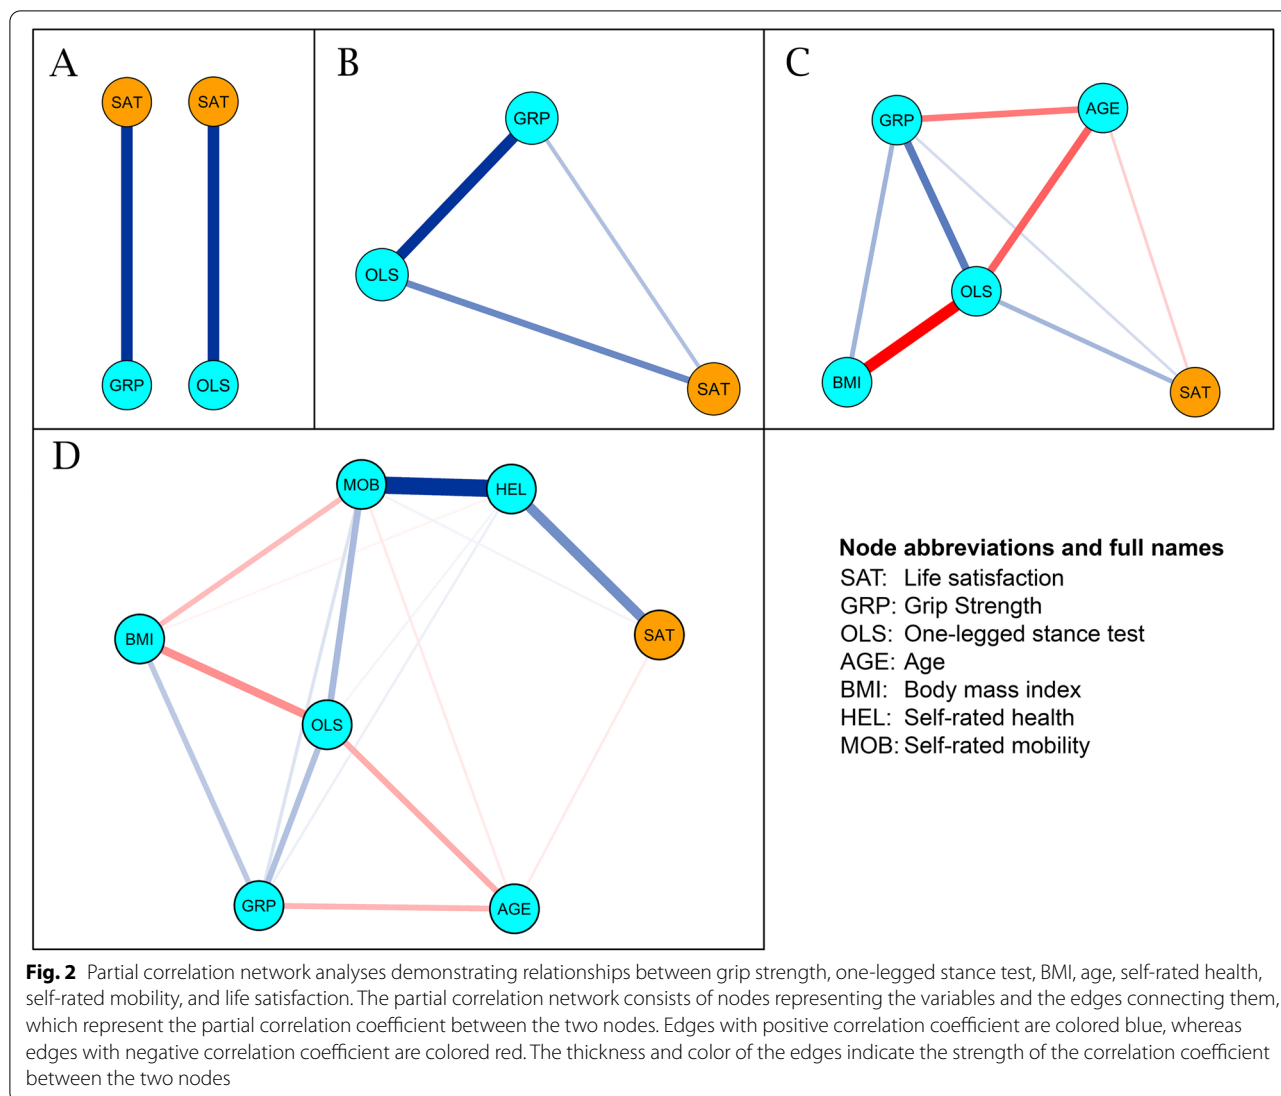 A
SAT
SAT
GRP
OLS
B
GRP
OLS
SAT
C
GRP
AGE
OLS
BMI
SAT
D
MOB
HEL
BMI
SAT
OLS
GRP
AGE
Node abbreviations and full names
SAT: Life satisfaction
GRP: Grip Strength
OLS: One-legged stance test
AGE: Age
BMI: Body mass index
HEL: Self-rated health
MOB: Self-rated mobility
Fig. 2 Partial correlation network analyses demonstrating relationships between grip strength, one-legged stance test, BMI, age, self-rated health,
self-rated mobility, and life satisfaction. The partial correlation network consists of nodes representing the variables and the edges connecting them,
which represent the partial correlation coefficient between the two nodes. Edges with positive correlation coefficient are colored blue, whereas
edges with negative correlation coefficient are colored red. The thickness and color of the edges indicate the strength of the correlation coefficient
between the two nodes